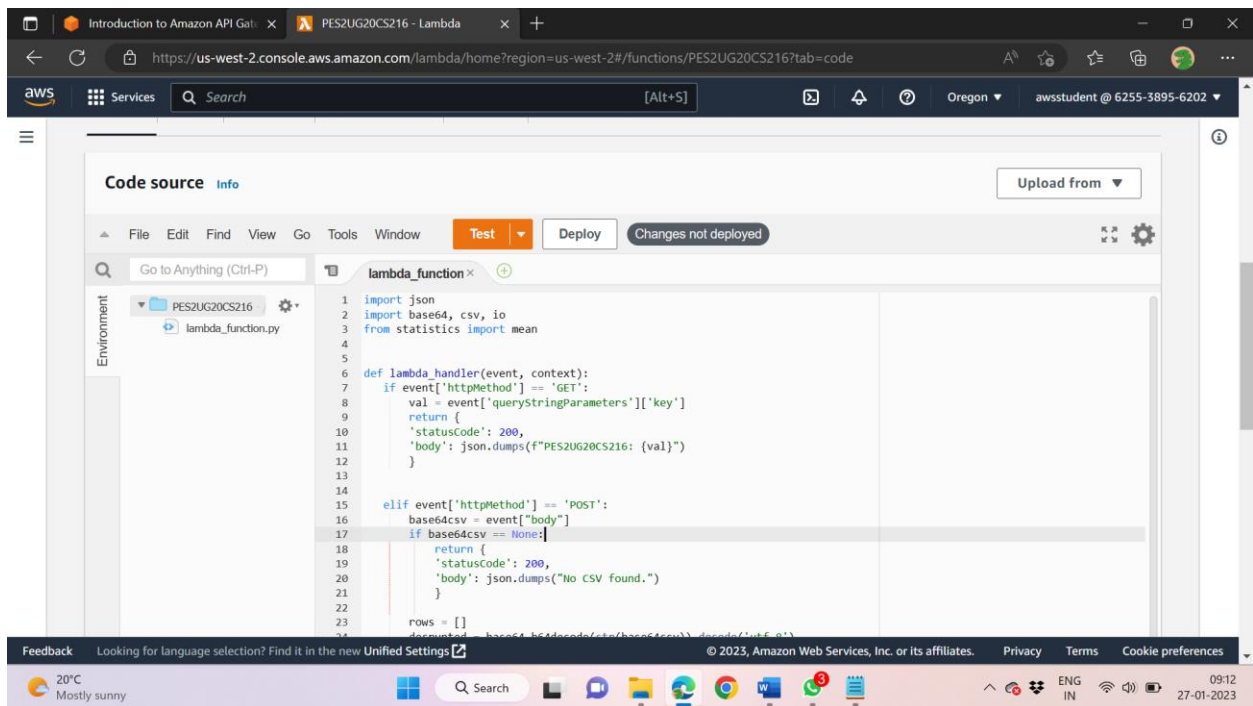 Introduction to Amazon API Gat
PES2UG20CS216 - Lambda
https://us-west-2.console.aws.amazon.com/lambda/home?region=us-west-2#/functions/PES2UG20CS216?tab=code
aws Services Search [Alt+S] Oregon ▼ awsstudent @ 6255-3895-6202 ▼
Code source Info
Upload from ▼
File Edit Find View Go Tools Window Test Deploy Changes not deployed
Go to Anything (Ctrl-P)
lambda_function
Environment
PES2UG20CS216
lambda_function.py
1 import json
2 import base64, csv, io
3 from statistics import mean
4
5
6 def lambda_handler(event, context):
7 if event['httpMethod'] == 'GET':
8 val = event['queryStringParameters']['key']
9 return {
10 'statusCode': 200,
11 'body': json.dumps(f"PES2UG20CS216: {val}")
12 }
13
14
15 elif event['httpMethod'] == 'POST':
16 base64csv = event["body"]
17 if base64csv == None:
18 return {
19 'statusCode': 200,
20 'body': json.dumps("No CSV found.")
21 }
22
23 rows = []
Feedback Looking for language selection? Find it in the new Unified Settings © 2023, Amazon Web Services, Inc. or its affiliates. Privacy Terms Cookie preferences
20°C
Mostly sunny
Search
ENG
IN
09:12
27-01-2023